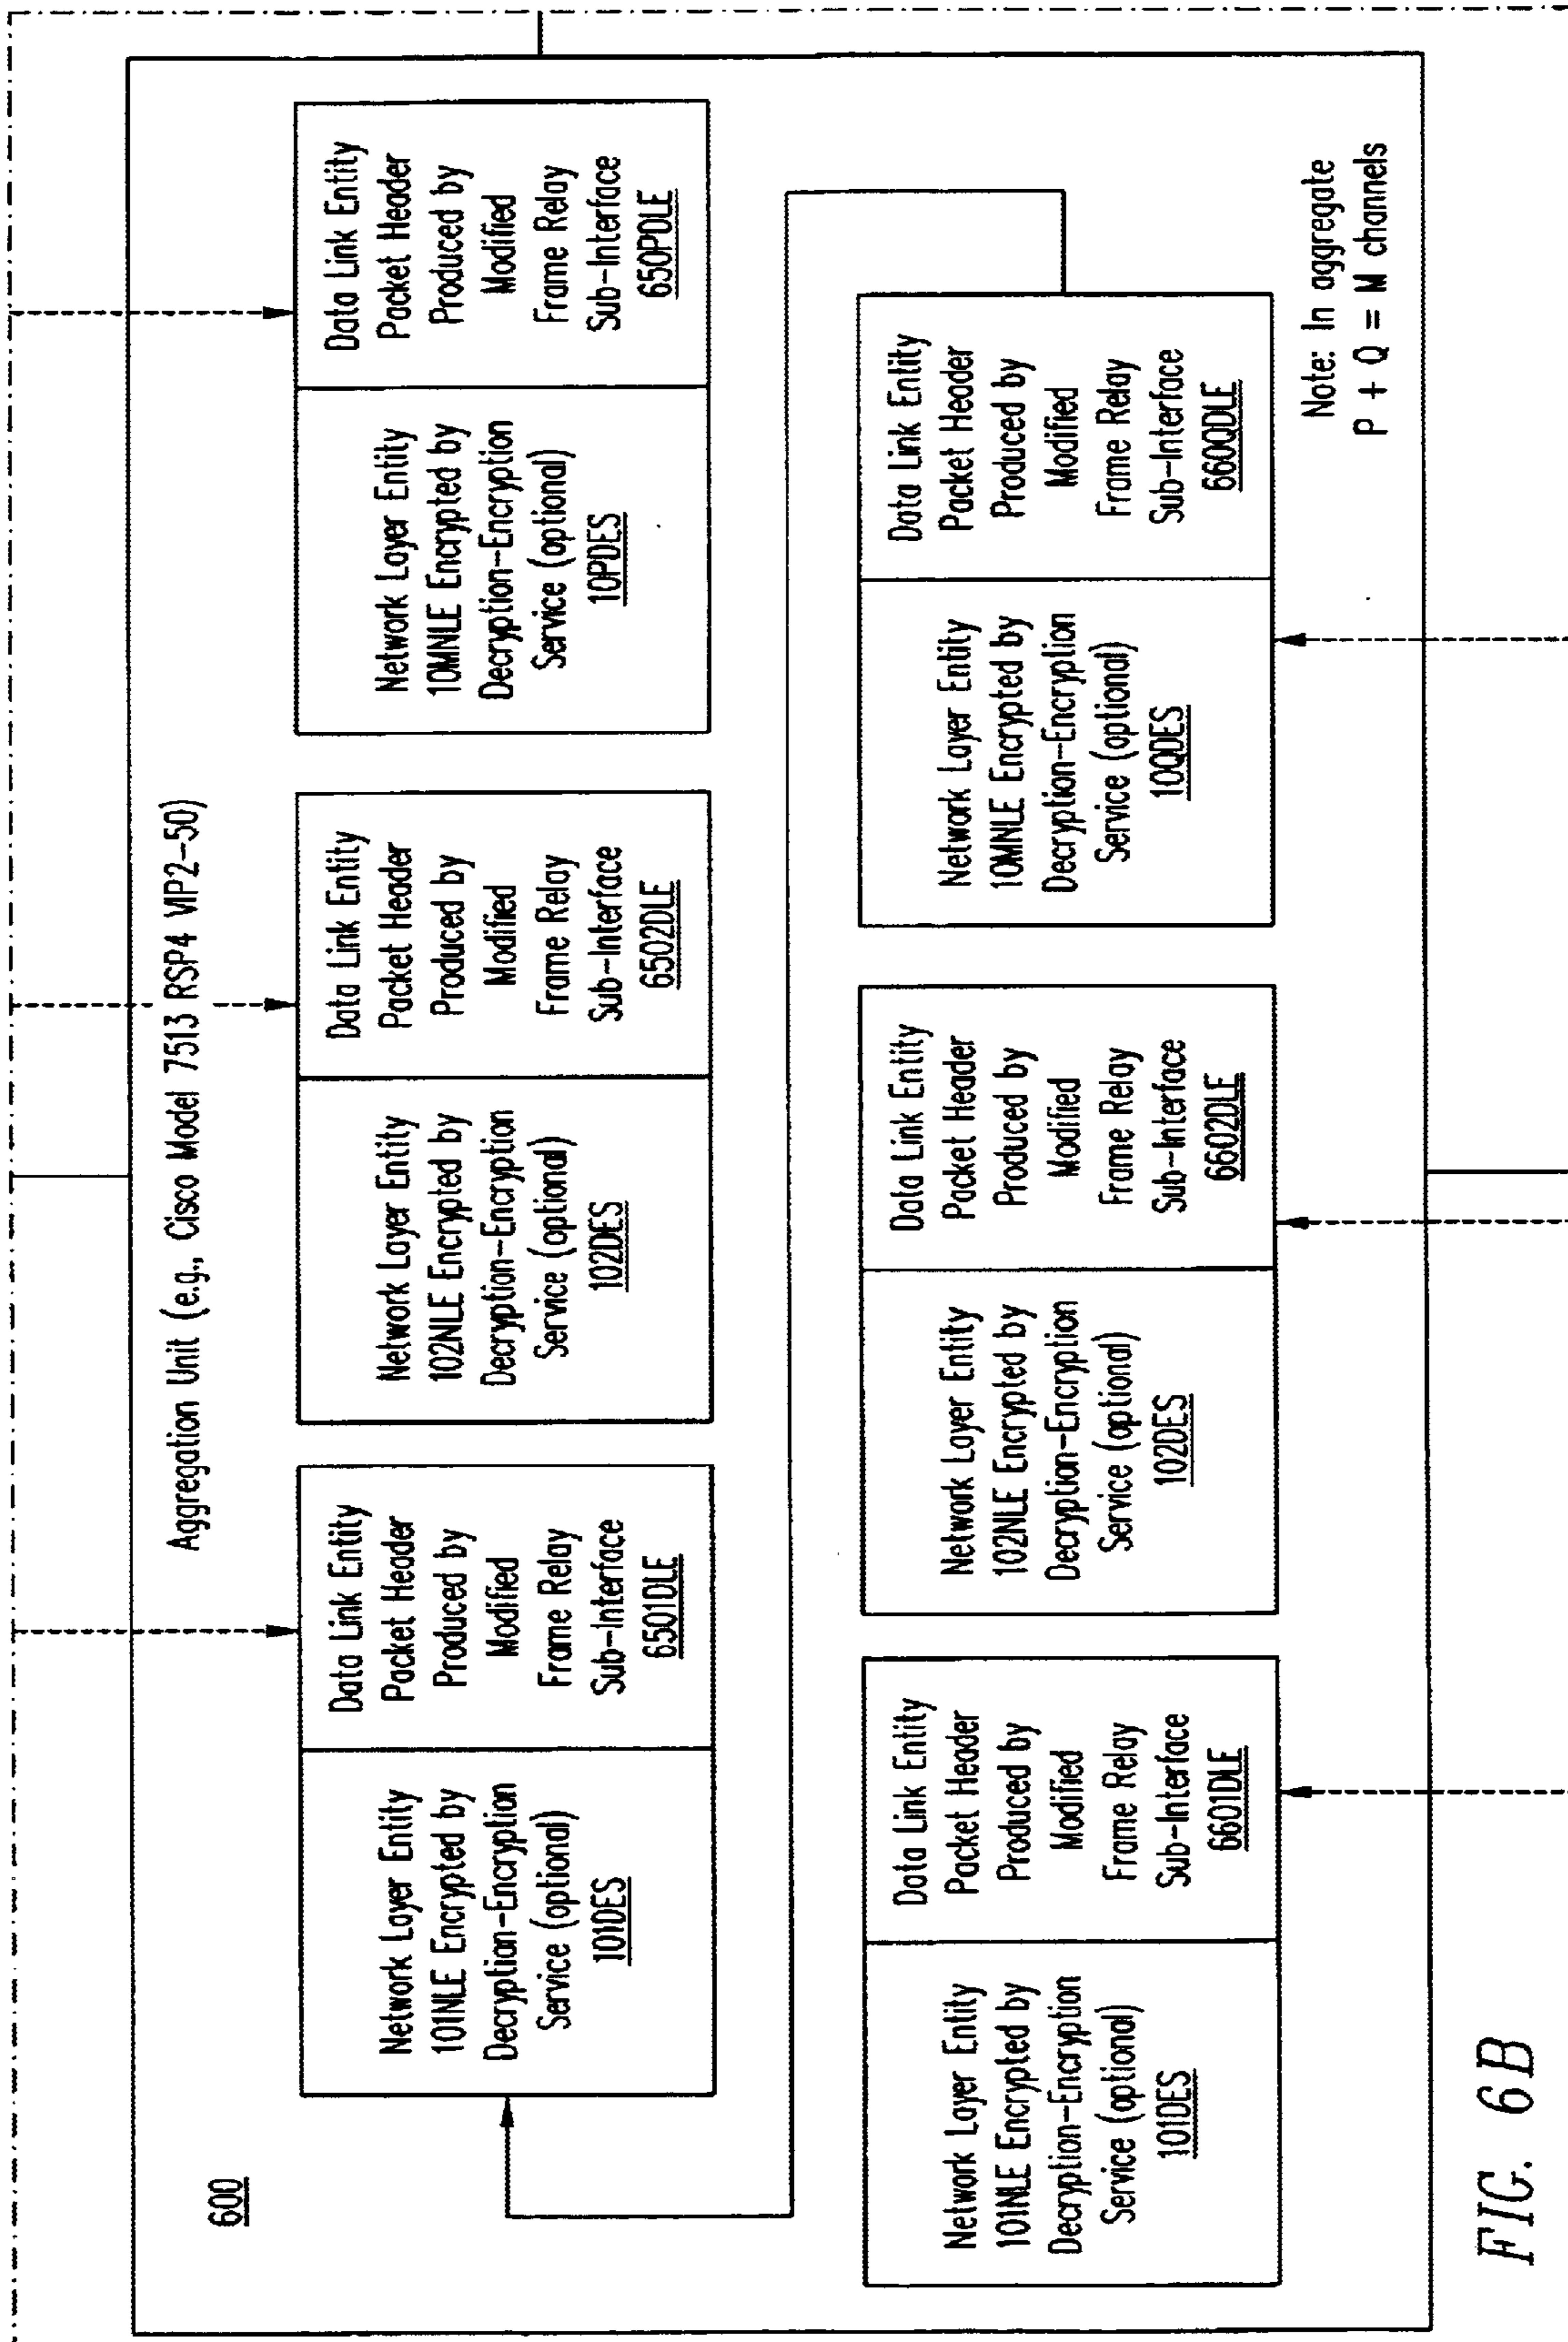 600
Aggregation Unit (e.g., Cisco Model 7513 RSP4 VIP2-50)
Network Layer Entity
101NLE Encrypted by
Decryption-Encryption
Service (optional)
101DES
Data Link Entity
Packet Header
Produced by
Modified
Frame Relay
Sub-Interface
6501DLE
Network Layer Entity
102NLE Encrypted by
Decryption-Encryption
Service (optional)
102DES
Data Link Entity
Packet Header
Produced by
Modified
Frame Relay
Sub-Interface
6502DLE
Network Layer Entity
10MNLE Encrypted by
Decryption-Encryption
Service (optional)
10PDES
Data Link Entity
Packet Header
Produced by
Modified
Frame Relay
Sub-Interface
650PDLE
Network Layer Entity
101NLE Encrypted by
Decryption-Encryption
Service (optional)
101DES
Data Link Entity
Packet Header
Produced by
Modified
Frame Relay
Sub-Interface
6601DLE
Network Layer Entity
102NLE Encrypted by
Decryption-Encryption
Service (optional)
102DES
Data Link Entity
Packet Header
Produced by
Modified
Frame Relay
Sub-Interface
6602DLE
Network Layer Entity
10MNLE Encrypted by
Decryption-Encryption
Service (optional)
10QDES
Data Link Entity
Packet Header
Produced by
Modified
Frame Relay
Sub-Interface
660QDLE
Note: In aggregate
P + Q = M channels
FIG. 6B